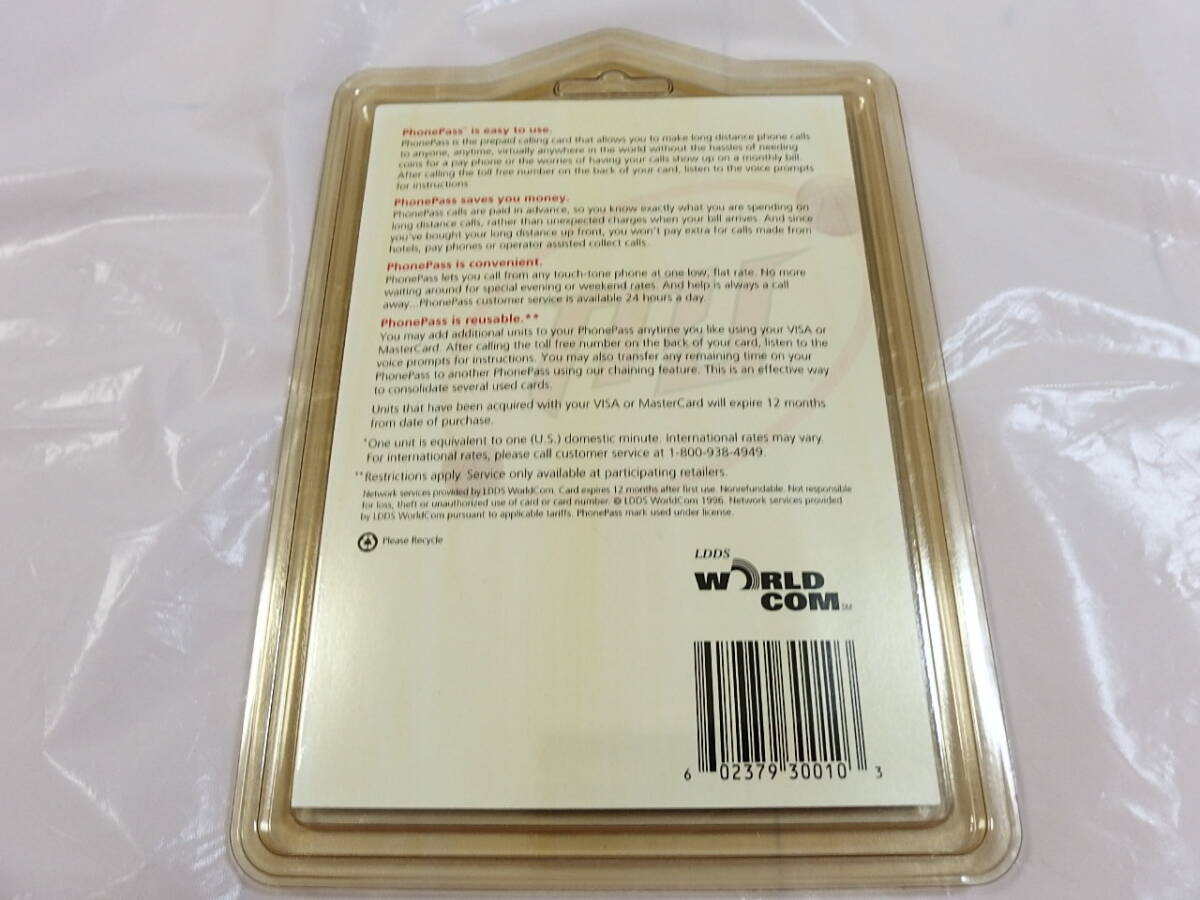 PhonePass™ is easy to use.
PhonePass is the prepaid calling card that allows you to make long distance phone calls
to anyone, anytime, virtually anywhere in the world without the hassles of needing
coins for a pay phone or the worries of having your calls show up on a monthly bill.
After calling the toll free number on the back of your card, listen to the voice prompts
for instructions.
PhonePass saves you money.
PhonePass calls are paid in advance, so you know exactly what you are spending on
long distance calls, rather than unexpected charges when your bill arrives. And since
you've bought your long distance up front, you won't pay extra for calls made from
hotels, pay phones or operator assisted collect calls.
PhonePass is convenient.
PhonePass lets you call from any touch-tone phone at one low, flat rate. No more
waiting around for special evening or weekend rates. And help is always a call
away...PhonePass customer service is available 24 hours a day.
PhonePass is reusable.**
You may add additional units to your PhonePass anytime you like using your VISA or
MasterCard. After calling the toll free number on the back of your card, listen to the
voice prompts for instructions. You may also transfer any remaining time on your
PhonePass to another PhonePass using our chaining feature. This is an effective way
to consolidate several used cards.
Units that have been acquired with your VISA or MasterCard will expire 12 months
from date of purchase.
*One unit is equivalent to one (U.S.) domestic minute. International rates may vary.
For international rates, please call customer service at 1-800-938-4949.
**Restrictions apply. Service only available at participating retailers.
Network services provided by LDDS WorldCom. Card expires 12 months after first use. Nonrefundable. Not responsible
for loss, theft or unauthorized use of card or card number. © LDDS WorldCom 1996. Network services provided
by LDDS WorldCom pursuant to applicable tariffs. PhonePass mark used under license.
Please Recycle
LDDS
WORLD
COM SM
6 02379 30010 3